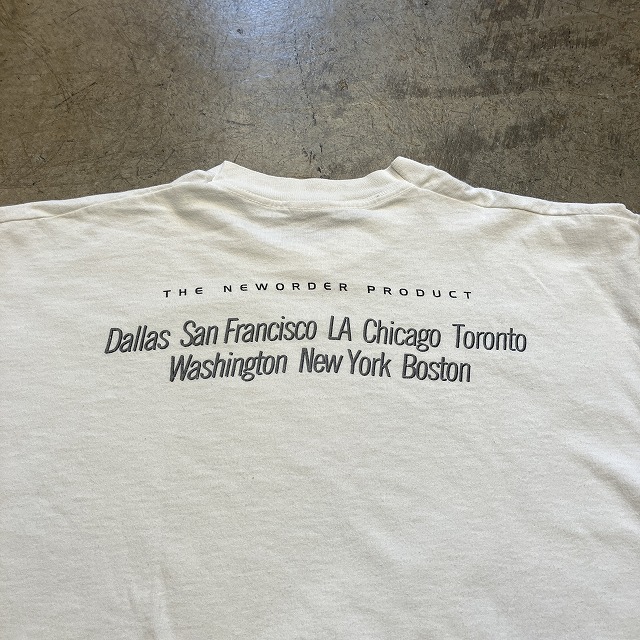 THE NEWORDER PRODUCT
Dallas San Francisco LA Chicago Toronto
Washington New York Boston